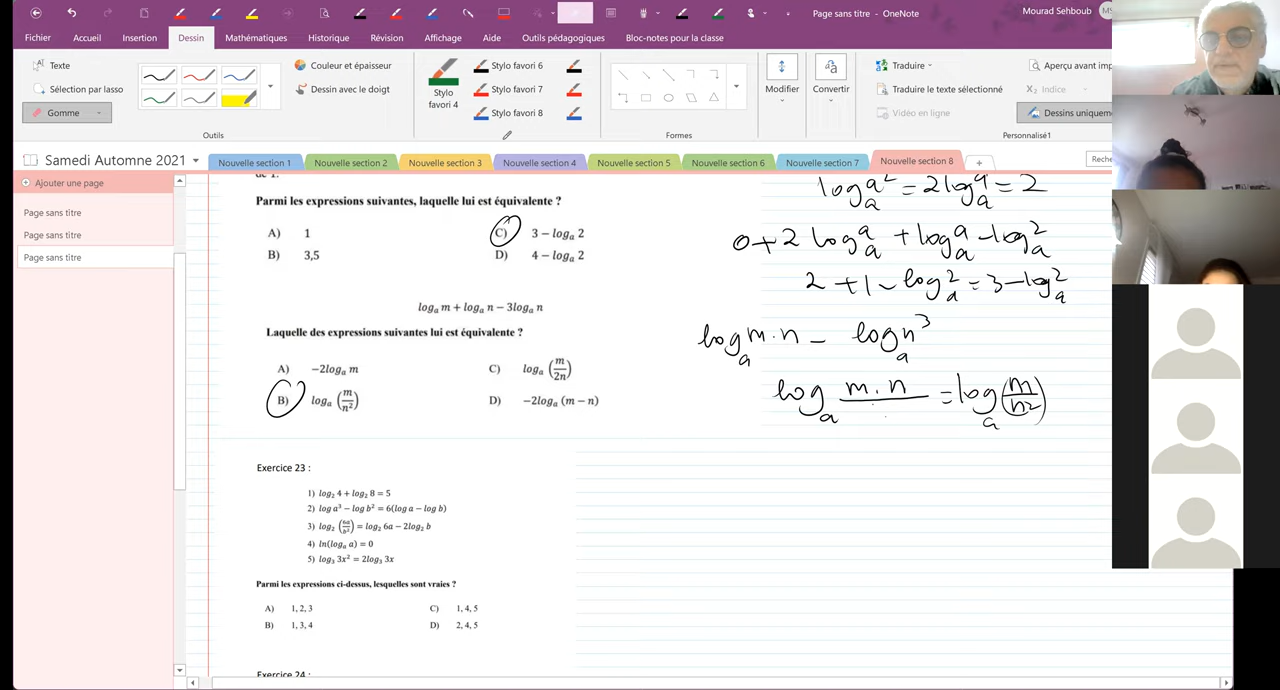 Page sans titre - OneNote
Mourad Sehboub
MS
Fichier Accueil Insertion Dessin Mathématiques Historique Révision Affichage Aide Outils pédagogiques Bloc-notes pour la classe
Texte
Sélection par lasso
Gomme
Outils
Couleur et épaisseur
Dessin avec le doigt
Stylo favori 4
Stylo favori 6
Stylo favori 7
Stylo favori 8
Formes
Modifier
Convertir
Traduire
Traduire le texte sélectionné
Vidéo en ligne
Aperçu avant imp
Indice
Dessins uniqueme
Personnalisé1
Samedi Automne 2021
Nouvelle section 1 Nouvelle section 2 Nouvelle section 3 Nouvelle section 4 Nouvelle section 5 Nouvelle section 6 Nouvelle section 7 Nouvelle section 8
Reche
Ajouter une page
Page sans titre
Page sans titre
Page sans titre
de 1.
Parmi les expressions suivantes, laquelle lui est équivalente ?
A) 1 C) 3 − logₐ 2
B) 3,5 D) 4 − logₐ 2
logₐ m + logₐ n − 3logₐ n
Laquelle des expressions suivantes lui est équivalente ?
A) −2logₐ m C) logₐ (m/2n)
B) logₐ (m/n²) D) −2logₐ (m − n)
Exercice 23 :
1) log₂ 4 + log₂ 8 = 5
2) log a³ − log b² = 6(log a − log b)
3) log₂ (6a/b²) = log₂ 6a − 2log₂ b
4) ln(logₐ a) = 0
5) log₃ 3x² = 2log₃ 3x
Parmi les expressions ci-dessus, lesquelles sont vraies ?
A) 1, 2, 3 C) 1, 4, 5
B) 1, 3, 4 D) 2, 4, 5
Exercice 24 :
logₐ a² = 2 logₐ a = 2
0 + 2 logₐ a + logₐ a − logₐ 2
2 + 1 − logₐ 2 = 3 − logₐ 2
logₐ m·n − logₐ n³
logₐ m·n = logₐ (m/n²)